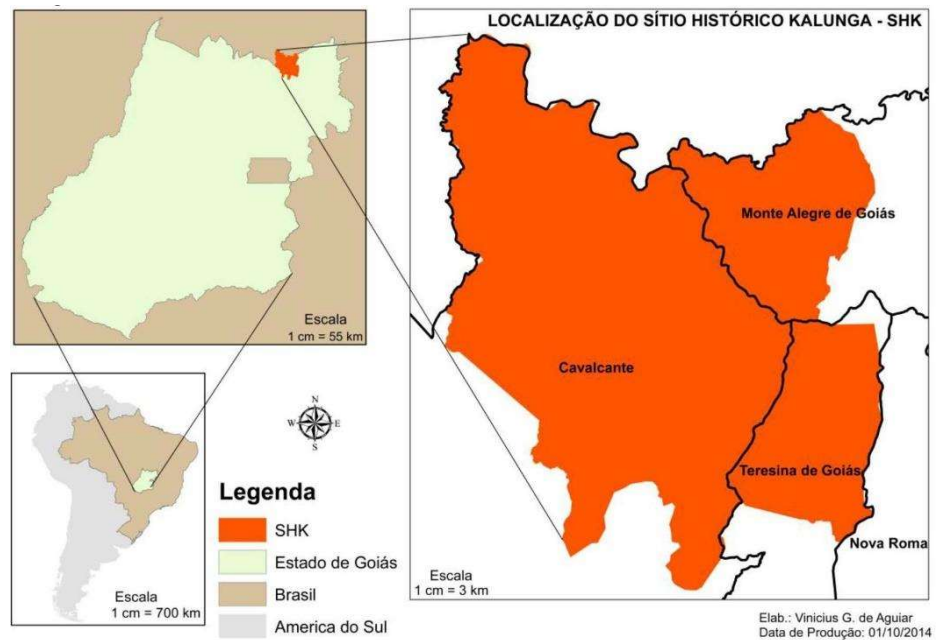 LOCALIZAÇÃO DO SÍTIO HISTÓRICO KALUNGA - SHK
Escala
1 cm = 55 km
Monte Alegre de Goiás
Cavalcante
Teresina de Goiás
Nova Roma
Escala
1 cm = 3 km
N
W
E
S
Legenda
SHK
Estado de Goiás
Brasil
America do Sul
Escala
1 cm = 700 km
Elab.: Vinicius G. de Aguiar
Data de Produção: 01/10/2014